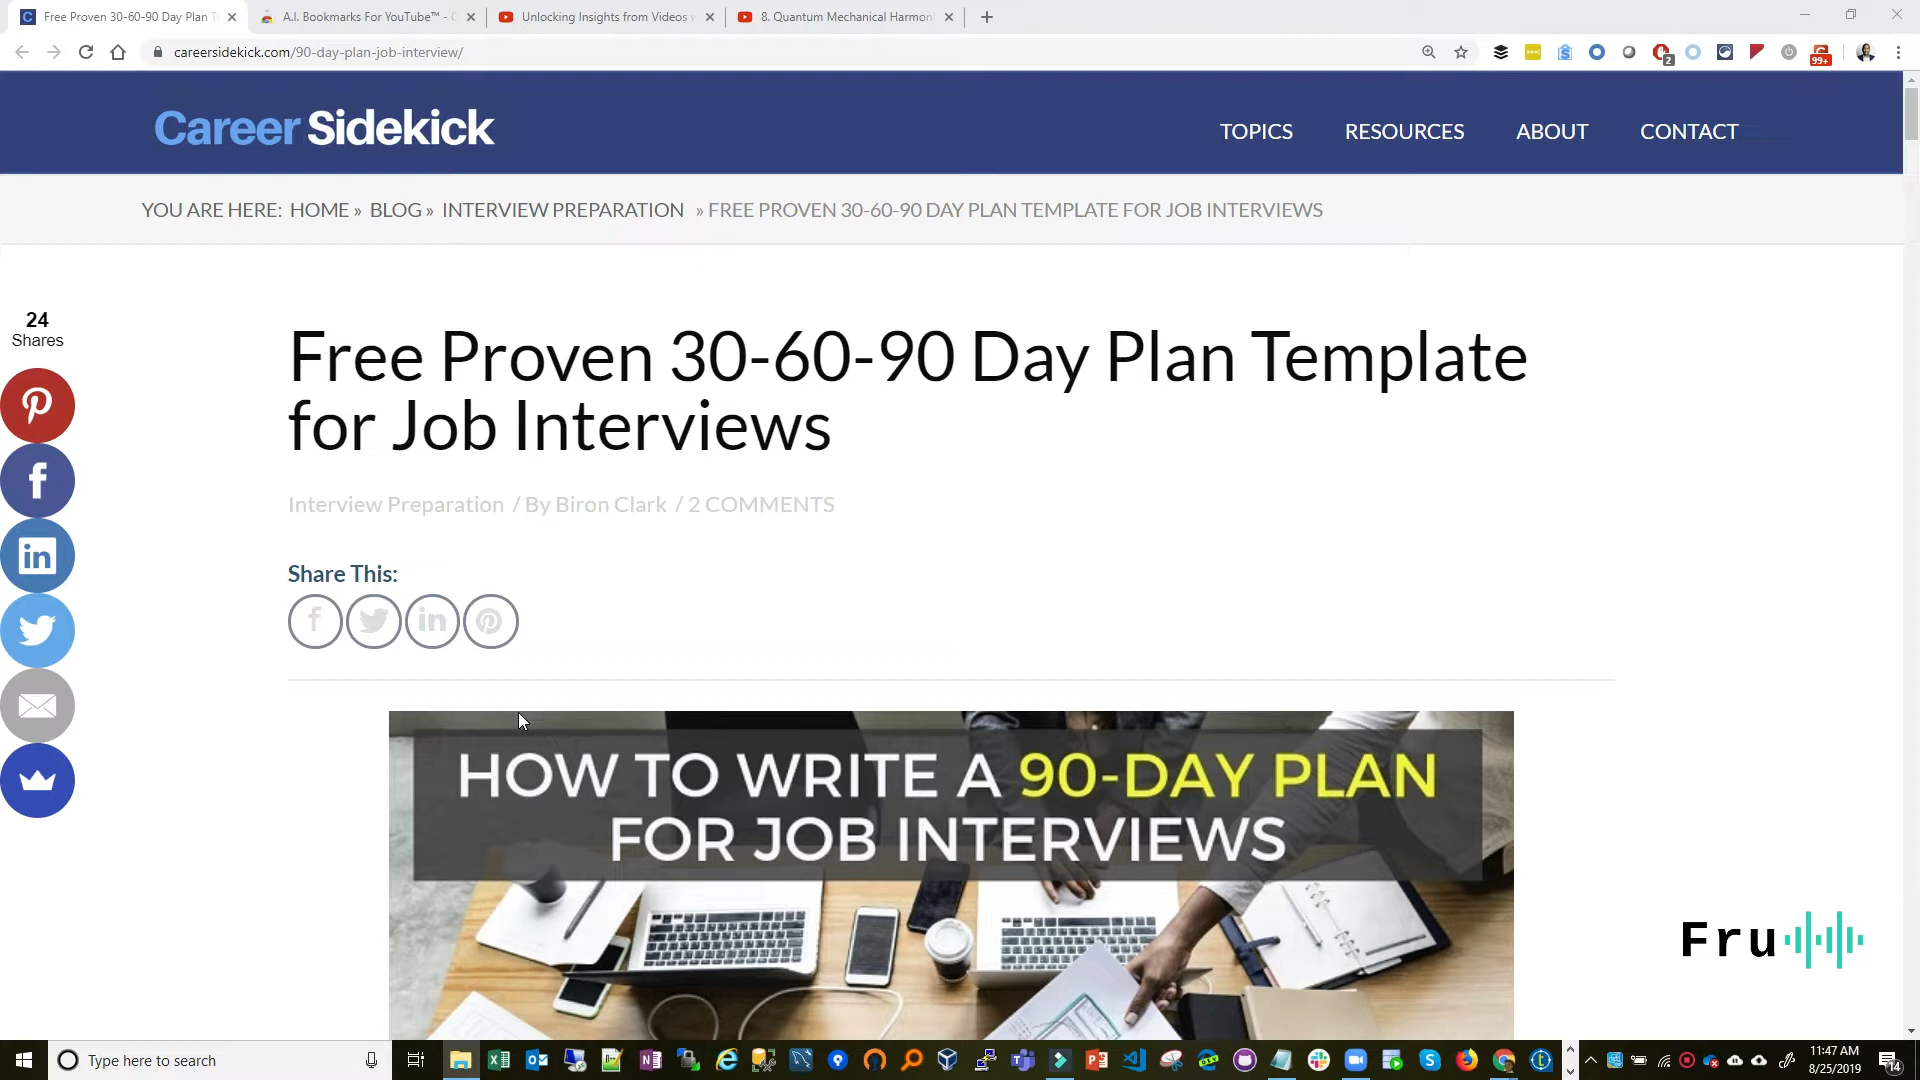 Free Proven 30-60-90 Day Plan T
A.I. Bookmarks For YouTube™ - C
Unlocking Insights from Videos w
8. Quantum Mechanical Harmon
careersidekick.com/90-day-plan-job-interview/
2
99+
Career Sidekick
TOPICS
RESOURCES
ABOUT
CONTACT
YOU ARE HERE: HOME » BLOG » INTERVIEW PREPARATION » FREE PROVEN 30-60-90 DAY PLAN TEMPLATE FOR JOB INTERVIEWS
24
Shares
Free Proven 30-60-90 Day Plan Template
for Job Interviews
Interview Preparation / By Biron Clark / 2 COMMENTS
Share This:
HOW TO WRITE A 90-DAY PLAN
FOR JOB INTERVIEWS
Fru
Type here to search
11:47 AM
8/25/2019
14